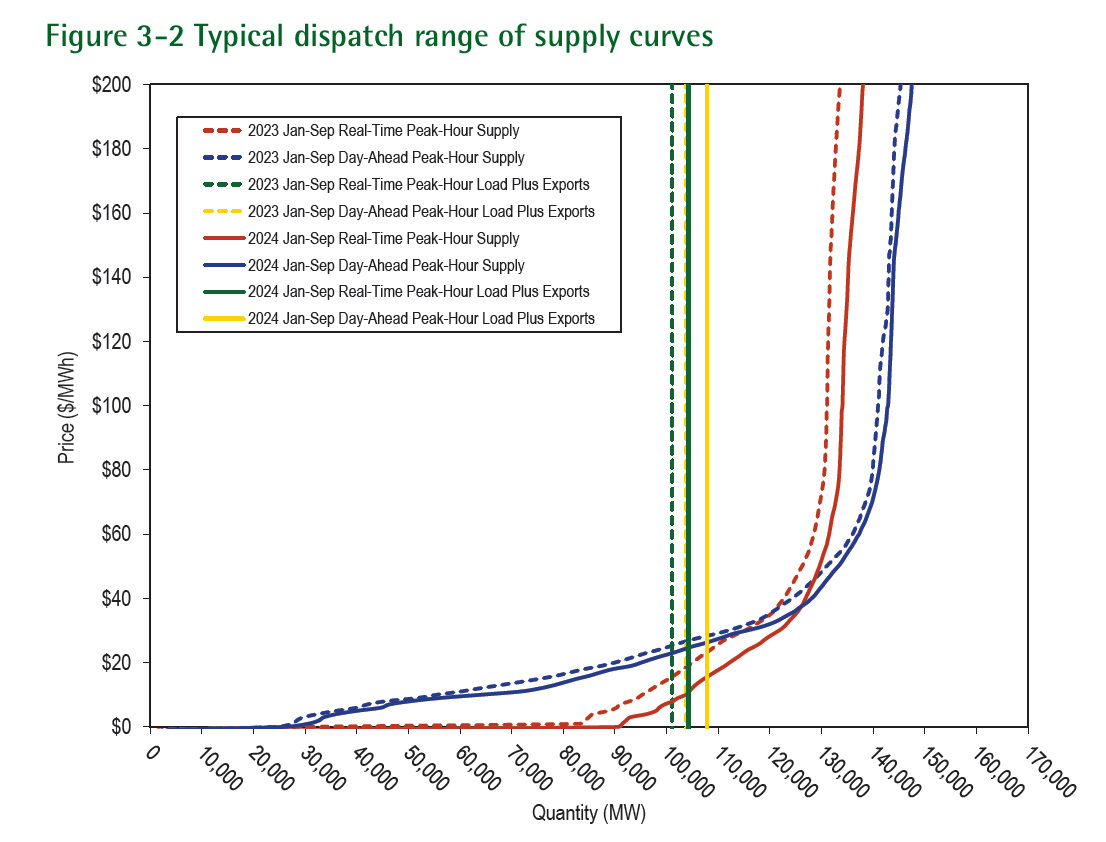 Figure 3-2 Typical dispatch range of supply curves
$200
$180
$160
$140
$120
$100
$80
$60
$40
$20
$0
Price ($/MWh)
2023 Jan-Sep Real-Time Peak-Hour Supply
2023 Jan-Sep Day-Ahead Peak-Hour Supply
2023 Jan-Sep Real-Time Peak-Hour Load Plus Exports
2023 Jan-Sep Day-Ahead Peak-Hour Load Plus Exports
2024 Jan-Sep Real-Time Peak-Hour Supply
2024 Jan-Sep Day-Ahead Peak-Hour Supply
2024 Jan-Sep Real-Time Peak-Hour Load Plus Exports
2024 Jan-Sep Day-Ahead Peak-Hour Load Plus Exports
0
10,000
20,000
30,000
40,000
50,000
60,000
70,000
80,000
90,000
100,000
110,000
120,000
130,000
140,000
150,000
160,000
170,000
Quantity (MW)